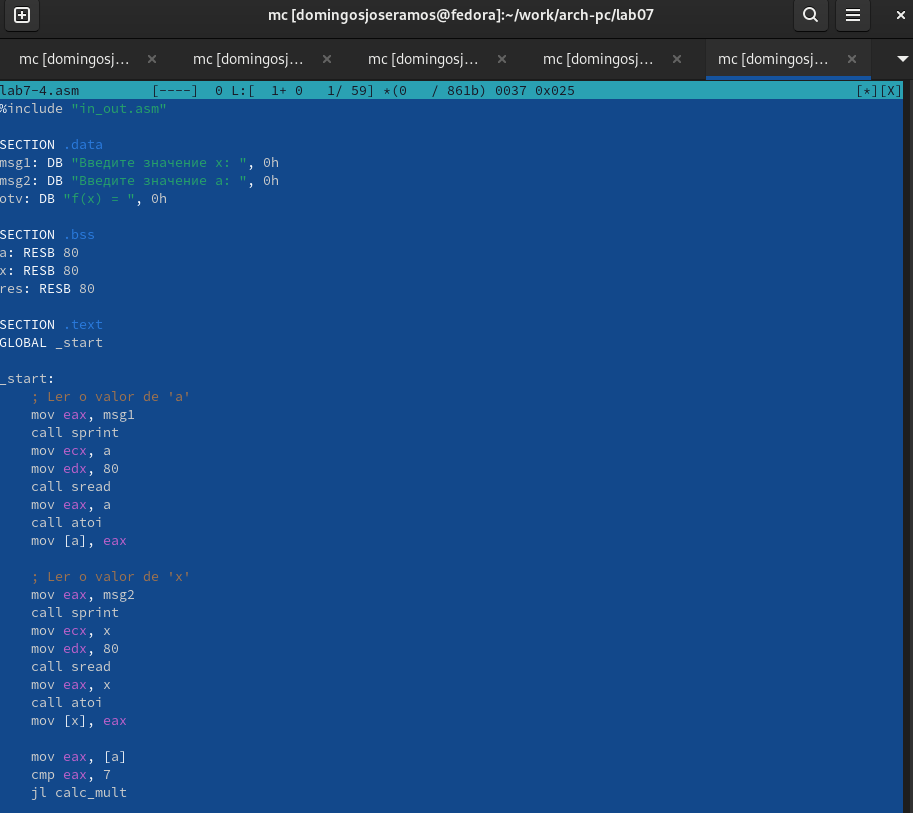 mc [domingosjoseramos@fedora]:~/work/arch-pc/lab07
mc [domingosj... × mc [domingosj... × mc [domingosj... × mc [domingosj... × mc [domingosj... ×
lab7-4.asm [----] 0 L:[ 1+ 0 1/ 59] *(0 / 861b) 0037 0x025 [*][X]
%include "in_out.asm"
SECTION .data
msg1: DB "Введите значение x: ", 0h
msg2: DB "Введите значение a: ", 0h
otv: DB "f(x) = ", 0h
SECTION .bss
a: RESB 80
x: RESB 80
res: RESB 80
SECTION .text
GLOBAL _start
_start:
; Ler o valor de 'a'
mov eax, msg1
call sprint
mov ecx, a
mov edx, 80
call sread
mov eax, a
call atoi
mov [a], eax
; Ler o valor de 'x'
mov eax, msg2
call sprint
mov ecx, x
mov edx, 80
call sread
mov eax, x
call atoi
mov [x], eax
mov eax, [a]
cmp eax, 7
jl calc_mult